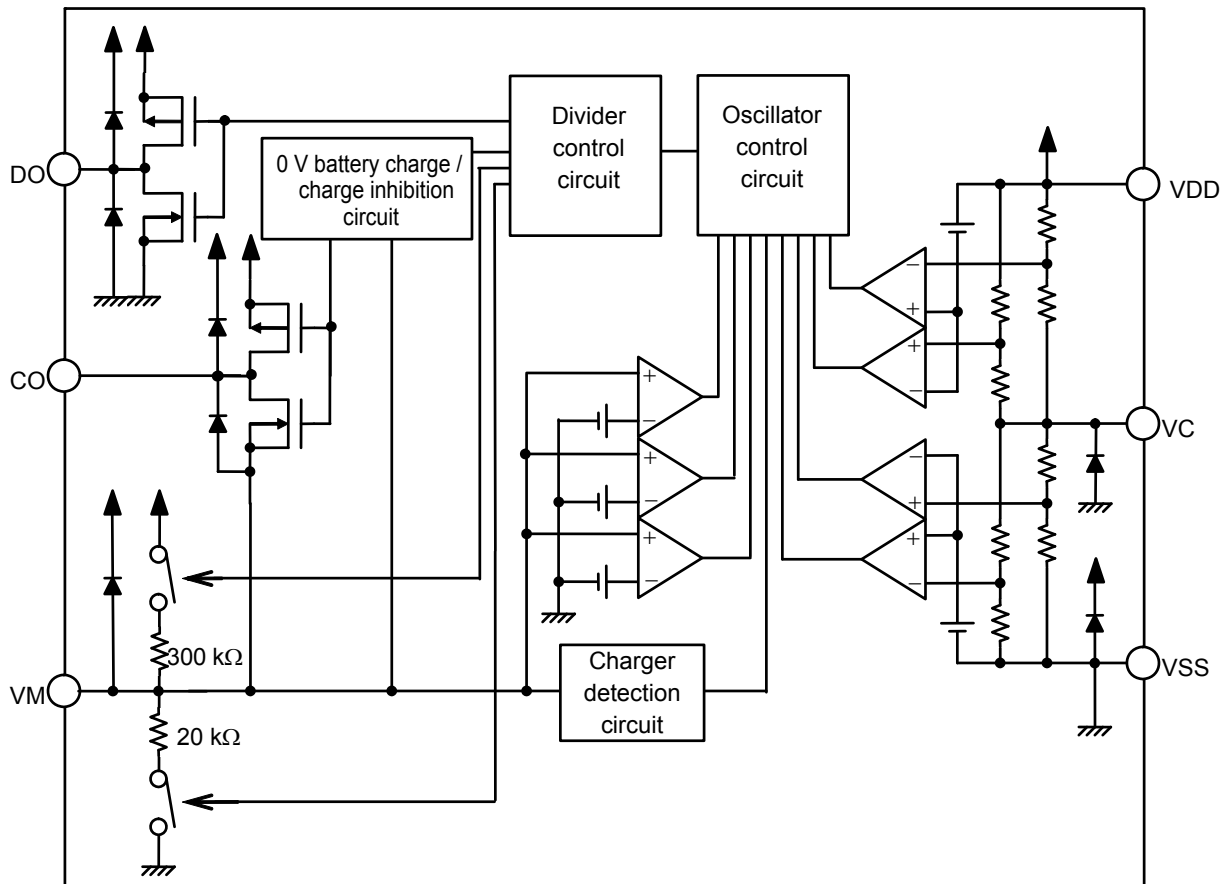 Divider
control
circuit
Oscillator
control
circuit
0 V battery charge /
charge inhibition
circuit
DO
VDD
CO
VC
+
−
+
−
+
−
−
+
+
−
−
+
+
−
300 kΩ
Charger
detection
circuit
VM
VSS
20 kΩ